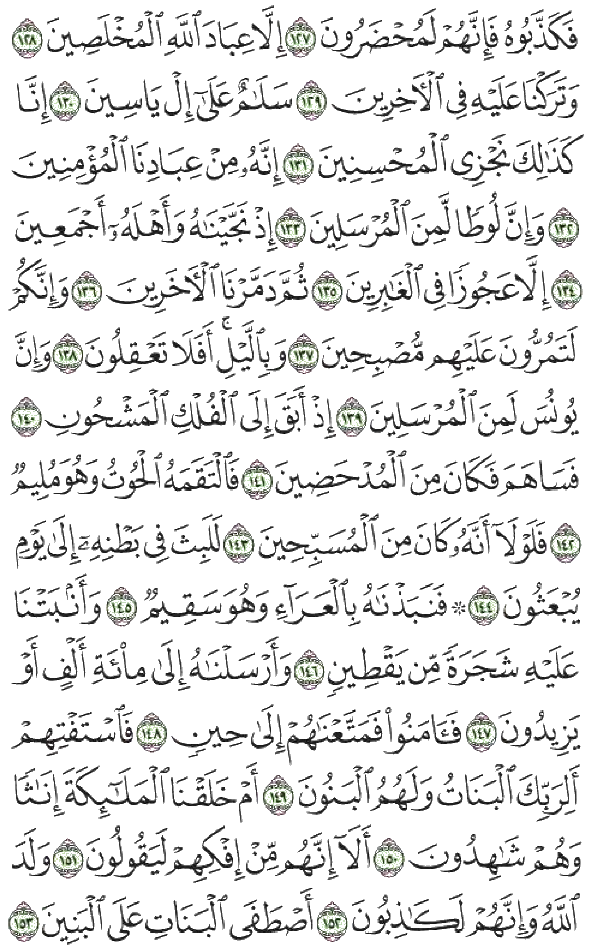 فَكَذَّبُوهُ فَإِنَّهُمْ لَمُحْضَرُونَ ١٢٧ إِلَّا عِبَادَ ٱللَّهِ ٱلْمُخْلَصِينَ ١٢٨
وَتَرَكْنَا عَلَيْهِ فِى ٱلْأَخِرِينَ ١٢٩ سَلَـٰمٌ عَلَىٰٓ إِلْ يَاسِينَ ١٣٠ إِنَّا
كَذَٰلِكَ نَجْزِى ٱلْمُحْسِنِينَ ١٣١ إِنَّهُۥ مِنْ عِبَادِنَا ٱلْمُؤْمِنِينَ
١٣٢ وَإِنَّ لُوطًا لَّمِنَ ٱلْمُرْسَلِينَ ١٣٣ إِذْ نَجَّيْنَـٰهُ وَأَهْلَهُۥٓ أَجْمَعِينَ
١٣٤ إِلَّا عَجُوزًا فِى ٱلْغَـٰبِرِينَ ١٣٥ ثُمَّ دَمَّرْنَا ٱلْأَخَرِينَ ١٣٦ وَإِنَّكُمْ
لَتَمُرُّونَ عَلَيْهِم مُّصْبِحِينَ ١٣٧ وَبِٱلَّيْلِ ۗ أَفَلَا تَعْقِلُونَ ١٣٨ وَإِنَّ
يُونُسَ لَمِنَ ٱلْمُرْسَلِينَ ١٣٩ إِذْ أَبَقَ إِلَى ٱلْفُلْكِ ٱلْمَشْحُونِ ١٤٠
فَسَاهَمَ فَكَانَ مِنَ ٱلْمُدْحَضِينَ ١٤١ فَٱلْتَقَمَهُ ٱلْحُوتُ وَهُوَ مُلِيمٌ
١٤٢ فَلَوْلَآ أَنَّهُۥ كَانَ مِنَ ٱلْمُسَبِّحِينَ ١٤٣ لَلَبِثَ فِى بَطْنِهِۦٓ إِلَىٰ يَوْمِ
يُبْعَثُونَ ١٤٤ ۞ فَنَبَذْنَـٰهُ بِٱلْعَرَآءِ وَهُوَ سَقِيمٌ ١٤٥ وَأَنۢبَتْنَا
عَلَيْهِ شَجَرَةً مِّن يَقْطِينٍ ١٤٦ وَأَرْسَلْنَـٰهُ إِلَىٰ مِا۟ئَةِ أَلْفٍ أَوْ
يَزِيدُونَ ١٤٧ فَـَٔامَنُوا۟ فَمَتَّعْنَـٰهُمْ إِلَىٰ حِينٍ ١٤٨ فَٱسْتَفْتِهِمْ
أَلِرَبِّكَ ٱلْبَنَاتُ وَلَهُمُ ٱلْبَنُونَ ١٤٩ أَمْ خَلَقْنَا ٱلْمَلَـٰٓئِكَةَ إِنَـٰثًا
وَهُمْ شَـٰهِدُونَ ١٥٠ أَلَآ إِنَّهُم مِّنْ إِفْكِهِمْ لَيَقُولُونَ ١٥١ وَلَدَ
ٱللَّهُ وَإِنَّهُمْ لَكَـٰذِبُونَ ١٥٢ أَصْطَفَى ٱلْبَنَاتِ عَلَى ٱلْبَنِينَ ١٥٣